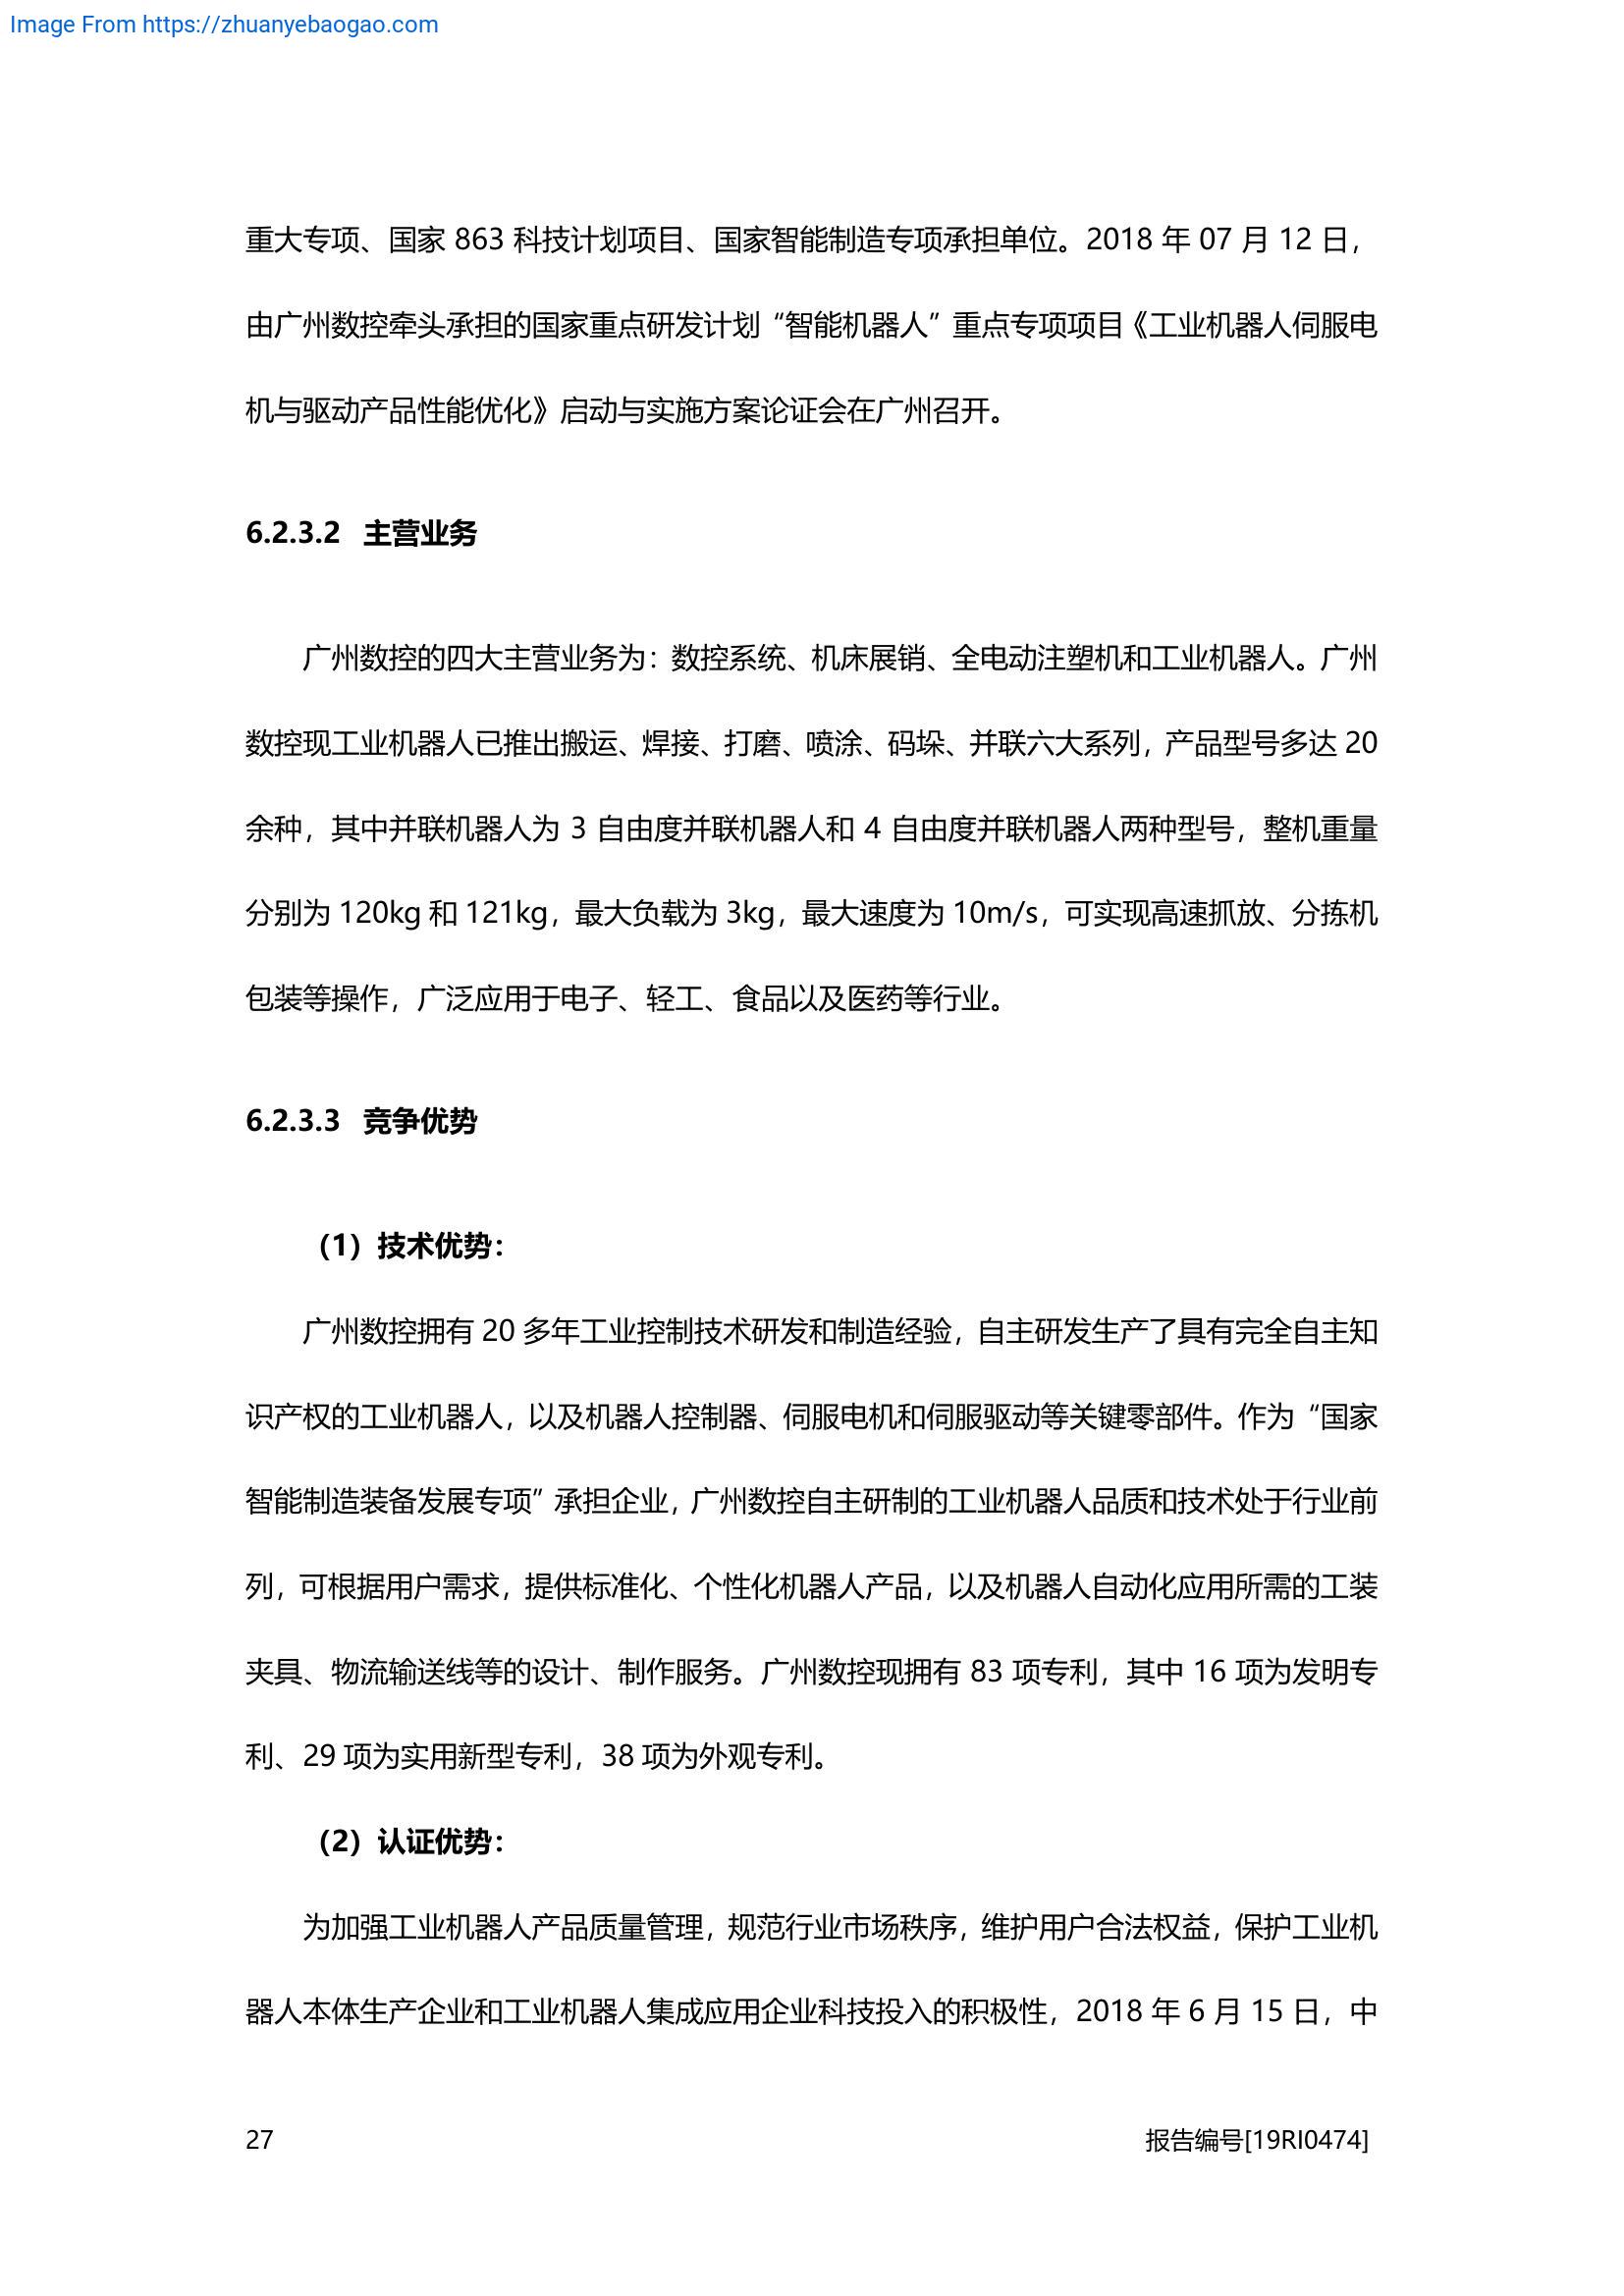 Image From https://zhuanyebaogao.com
重大专项、国家 863 科技计划项目、国家智能制造专项承担单位。2018 年 07 月 12 日，
由广州数控牵头承担的国家重点研发计划“智能机器人”重点专项项目《工业机器人伺服电
机与驱动产品性能优化》启动与实施方案论证会在广州召开。
6.2.3.2 主营业务
广州数控的四大主营业务为：数控系统、机床展销、全电动注塑机和工业机器人。广州
数控现工业机器人已推出搬运、焊接、打磨、喷涂、码垛、并联六大系列，产品型号多达 20
余种，其中并联机器人为 3 自由度并联机器人和 4 自由度并联机器人两种型号，整机重量
分别为 120kg 和 121kg，最大负载为 3kg，最大速度为 10m/s，可实现高速抓放、分拣机
包装等操作，广泛应用于电子、轻工、食品以及医药等行业。
6.2.3.3 竞争优势
（1）技术优势：
广州数控拥有 20 多年工业控制技术研发和制造经验，自主研发生产了具有完全自主知
识产权的工业机器人，以及机器人控制器、伺服电机和伺服驱动等关键零部件。作为“国家
智能制造装备发展专项”承担企业，广州数控自主研制的工业机器人品质和技术处于行业前
列，可根据用户需求，提供标准化、个性化机器人产品，以及机器人自动化应用所需的工装
夹具、物流输送线等的设计、制作服务。广州数控现拥有 83 项专利，其中 16 项为发明专
利、29 项为实用新型专利，38 项为外观专利。
（2）认证优势：
为加强工业机器人产品质量管理，规范行业市场秩序，维护用户合法权益，保护工业机
器人本体生产企业和工业机器人集成应用企业科技投入的积极性，2018 年 6 月 15 日，中
27 报告编号[19RI0474]